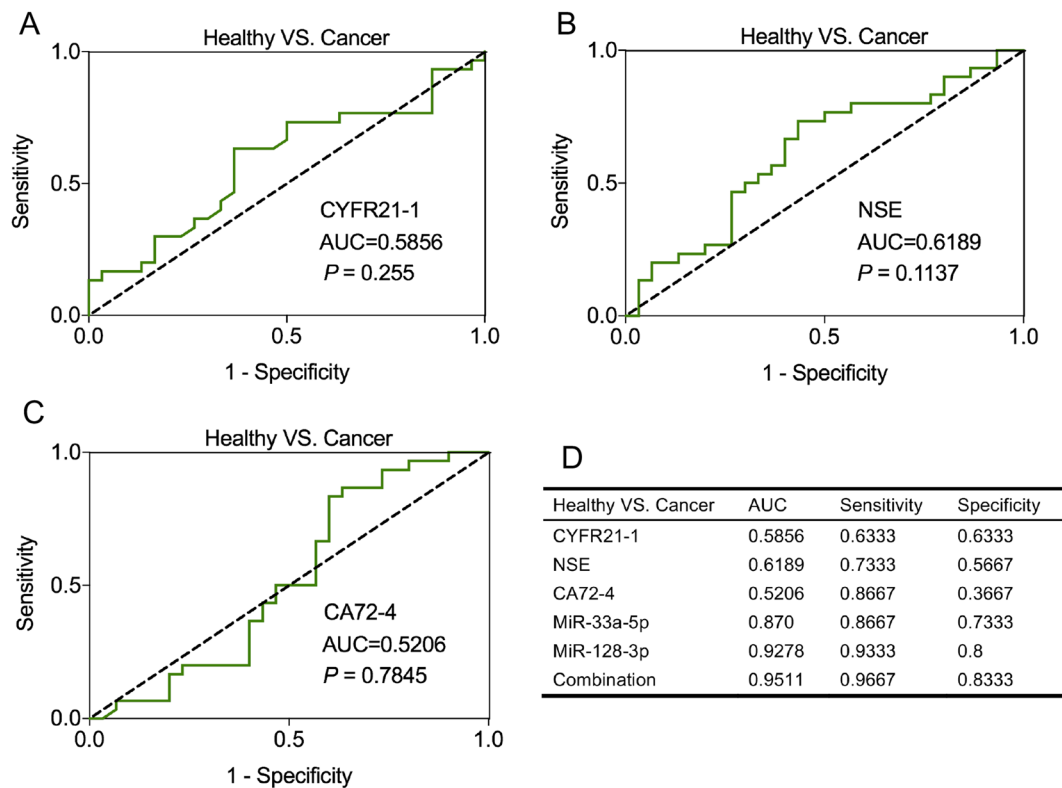 A
Healthy VS. Cancer
1.0
0.5
0.0
Sensitivity
CYFR21-1
AUC=0.5856
P = 0.255
0.0 0.5 1.0
1 - Specificity
B
Healthy VS. Cancer
1.0
0.5
0.0
Sensitivity
NSE
AUC=0.6189
P = 0.1137
0.0 0.5 1.0
1 - Specificity
C
Healthy VS. Cancer
1.0
0.5
0.0
Sensitivity
CA72-4
AUC=0.5206
P = 0.7845
0.0 0.5 1.0
1 - Specificity
D
Healthy VS. Cancer AUC Sensitivity Specificity
CYFR21-1 0.5856 0.6333 0.6333
NSE 0.6189 0.7333 0.5667
CA72-4 0.5206 0.8667 0.3667
MiR-33a-5p 0.870 0.8667 0.7333
MiR-128-3p 0.9278 0.9333 0.8
Combination 0.9511 0.9667 0.8333